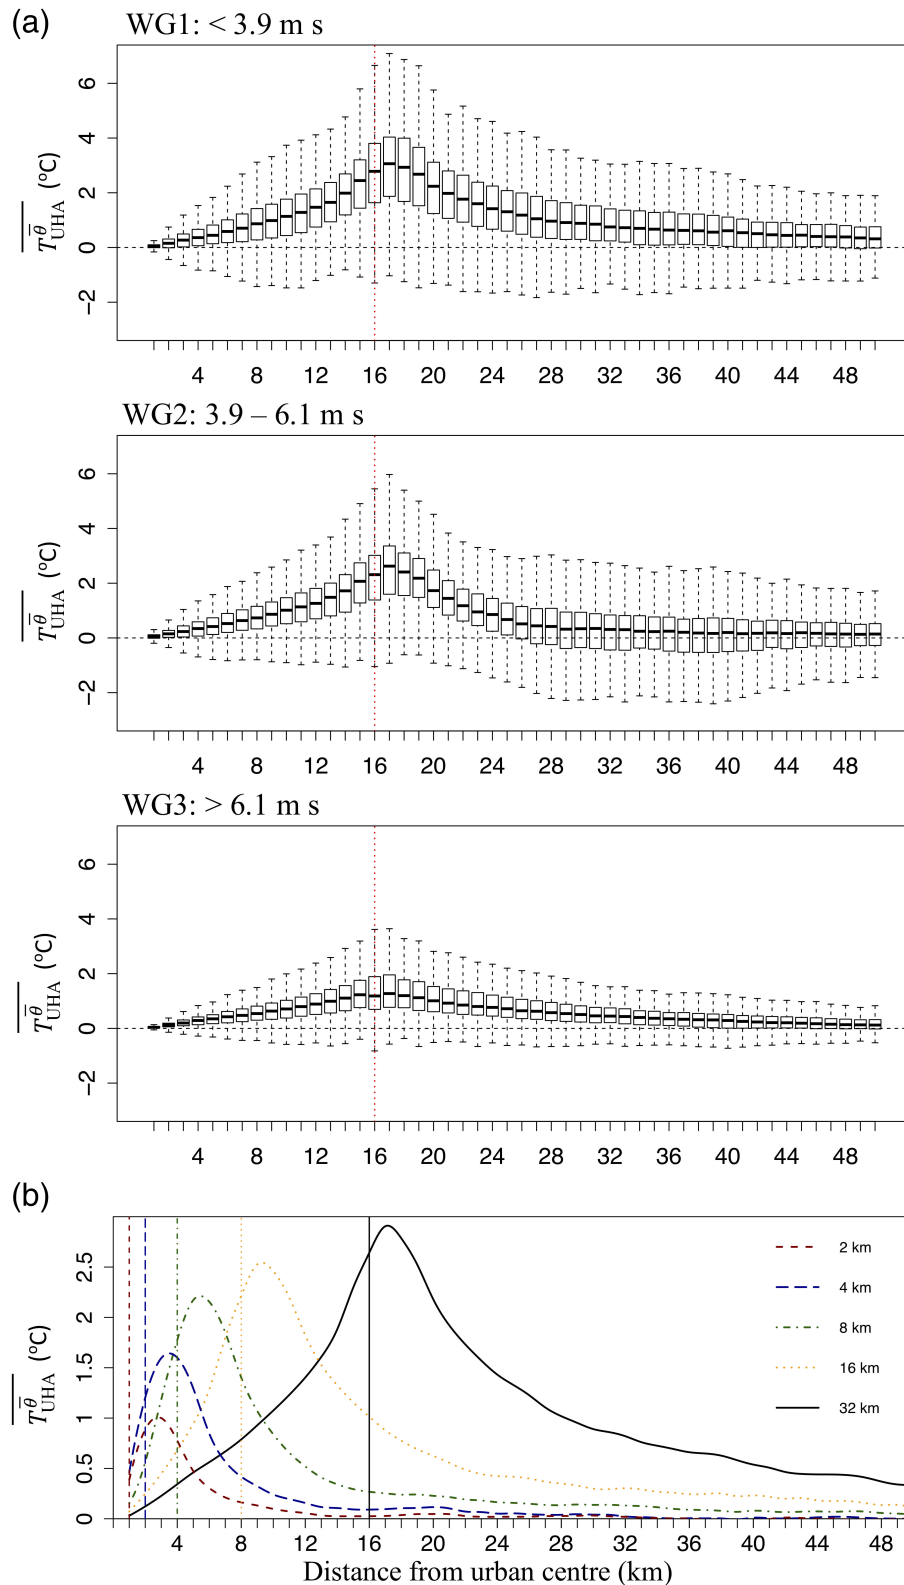 (a)
WG1: < 3.9 m s
6
4
2
0
−2
T_UHA^θ̄ (ºC)
4 8 12 16 20 24 28 32 36 40 44 48
WG2: 3.9 – 6.1 m s
6
4
2
0
−2
T_UHA^θ̄ (ºC)
4 8 12 16 20 24 28 32 36 40 44 48
WG3: > 6.1 m s
6
4
2
0
−2
T_UHA^θ̄ (ºC)
4 8 12 16 20 24 28 32 36 40 44 48
(b)
2.5
2
1.5
1
0.5
0
T_UHA^θ̄ (ºC)
2 km
4 km
8 km
16 km
32 km
4 8 12 16 20 24 28 32 36 40 44 48
Distance from urban centre (km)